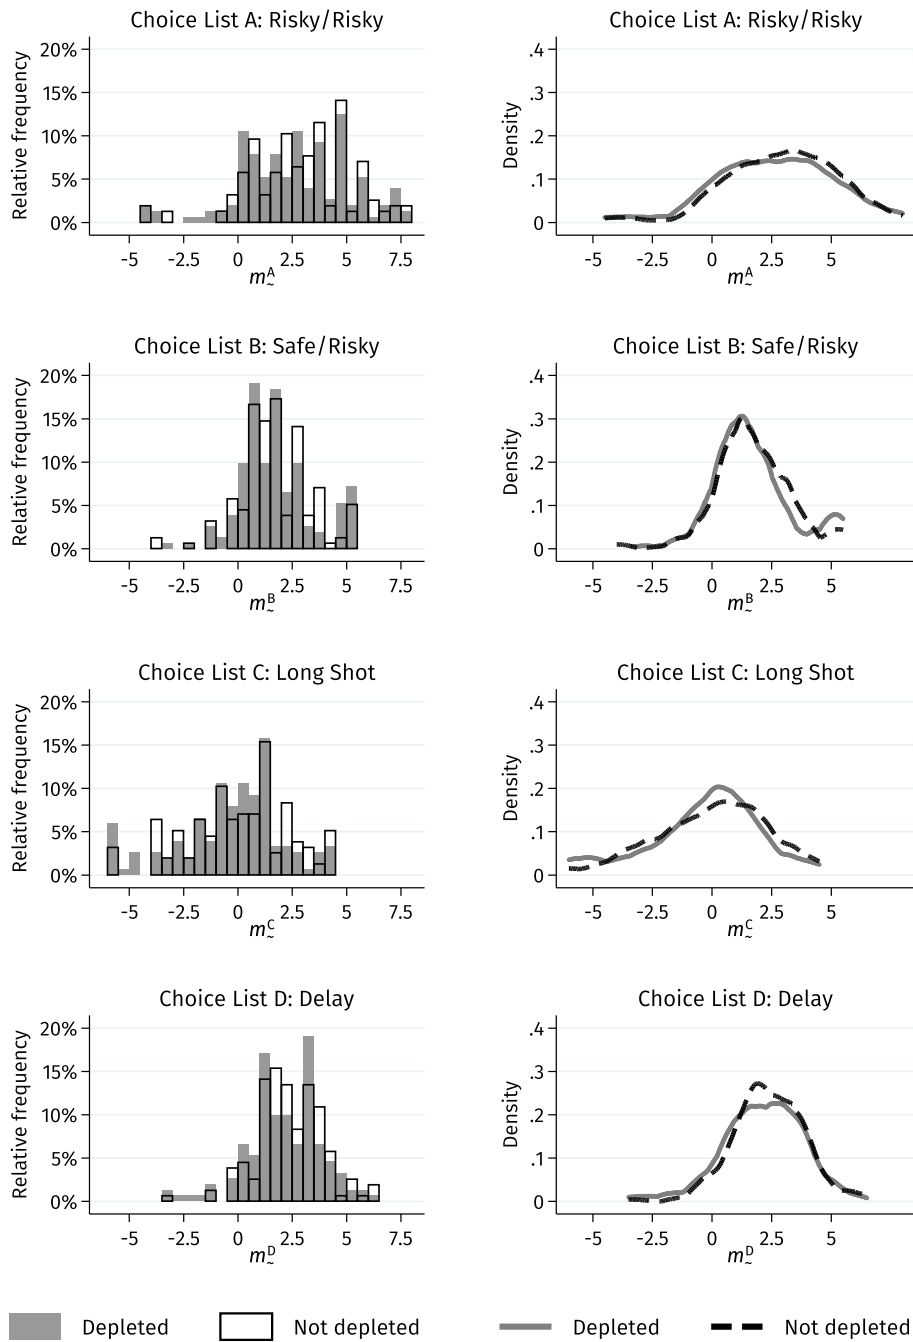 Choice List A: Risky/Risky
Relative frequency
20%
15%
10%
5%
0%
-5 -2.5 0 2.5 5 7.5
m~A
Choice List A: Risky/Risky
Density
.4
.3
.2
.1
0
-5 -2.5 0 2.5 5
m~A
Choice List B: Safe/Risky
Relative frequency
20%
15%
10%
5%
0%
-5 -2.5 0 2.5 5 7.5
m~B
Choice List B: Safe/Risky
Density
.4
.3
.2
.1
0
-5 -2.5 0 2.5 5
m~B
Choice List C: Long Shot
Relative frequency
20%
15%
10%
5%
0%
-5 -2.5 0 2.5 5 7.5
m~C
Choice List C: Long Shot
Density
.4
.3
.2
.1
0
-5 -2.5 0 2.5 5
m~C
Choice List D: Delay
Relative frequency
20%
15%
10%
5%
0%
-5 -2.5 0 2.5 5 7.5
m~D
Choice List D: Delay
Density
.4
.3
.2
.1
0
-5 -2.5 0 2.5 5
m~D
Depleted Not depleted Depleted Not depleted